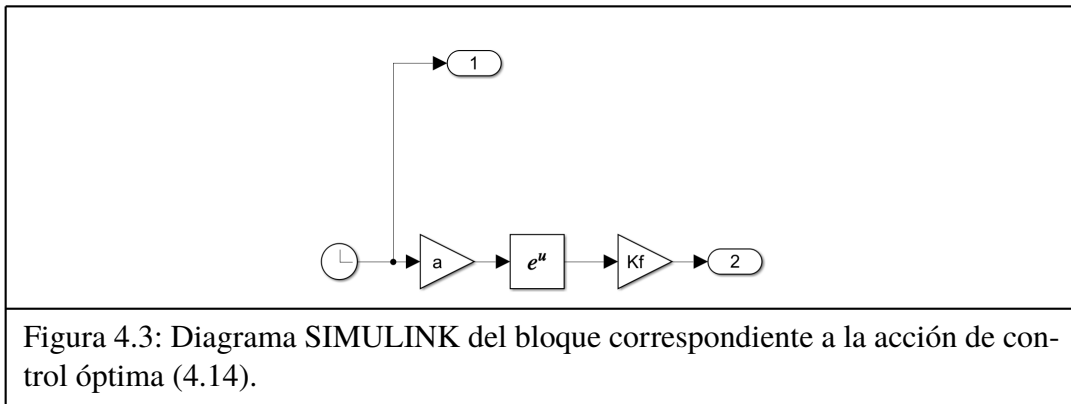 1
a
e^u
Kf
2
Figura 4.3: Diagrama SIMULINK del bloque correspondiente a la acción de con-
trol óptima (4.14).